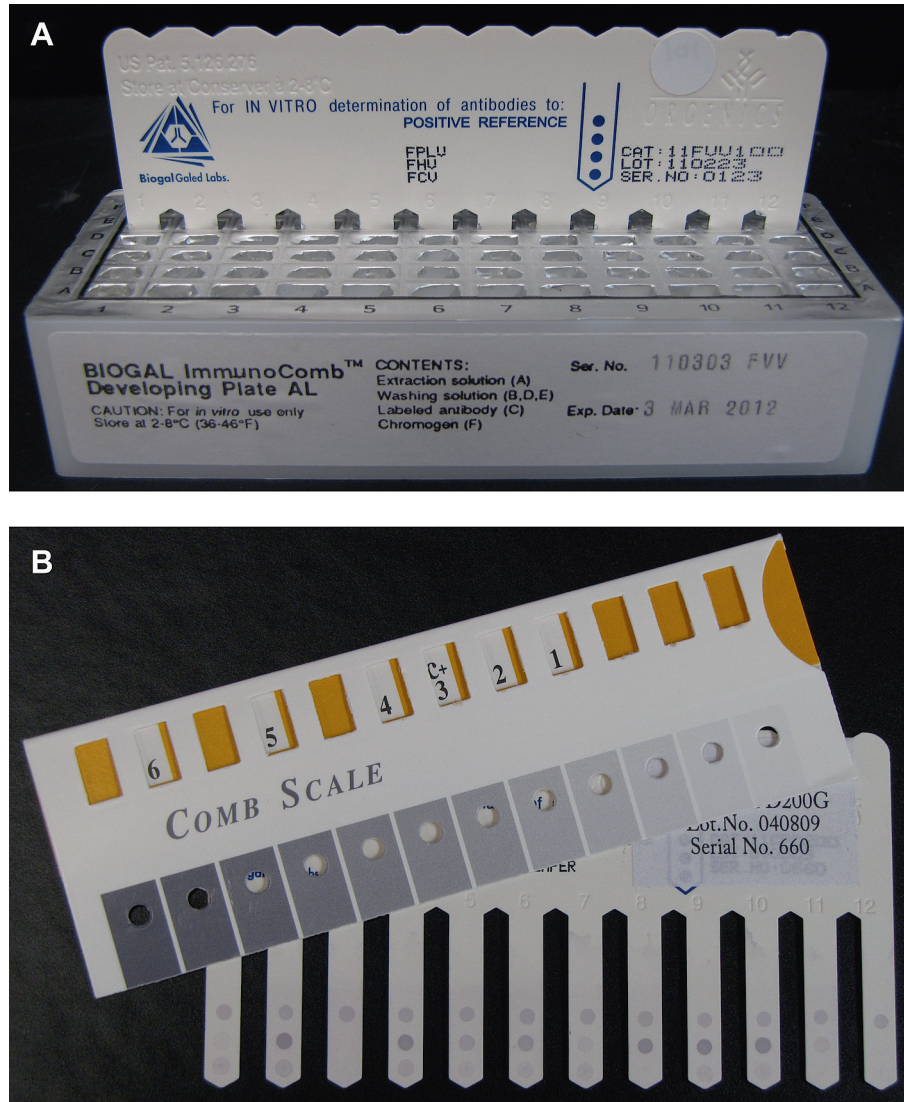 A
US Pat. 5,126,276
Store at Conserver à 2-8°C
For IN VITRO determination of antibodies to:
POSITIVE REFERENCE
ORGENICS
Biogal Galed Labs.
FPLV
FHV
FCV
CAT:11FVV100
LOT:110223
SER.NO:0123
1 2 3 4 5 6 7 8 9 10 11 12
E
D D
C C
B B
A A
1 2 3 4 5 6 7 8 9 10 11 12
BIOGAL ImmunoComb™
Developing Plate AL
CAUTION: For in vitro use only
Store at 2-8°C (36-46°F)
CONTENTS:
Extraction solution (A)
Washing solution (B,D,E)
Labeled antibody (C)
Chromogen (F)
Ser. No. 110303 FVV
Exp. Date 3 MAR 2012
B
6 5 4 C+ 3 2 1
COMB SCALE
of
D200G
Lot.No. 040809
Serial No. 660
5 6 7 8 9 10 11 12